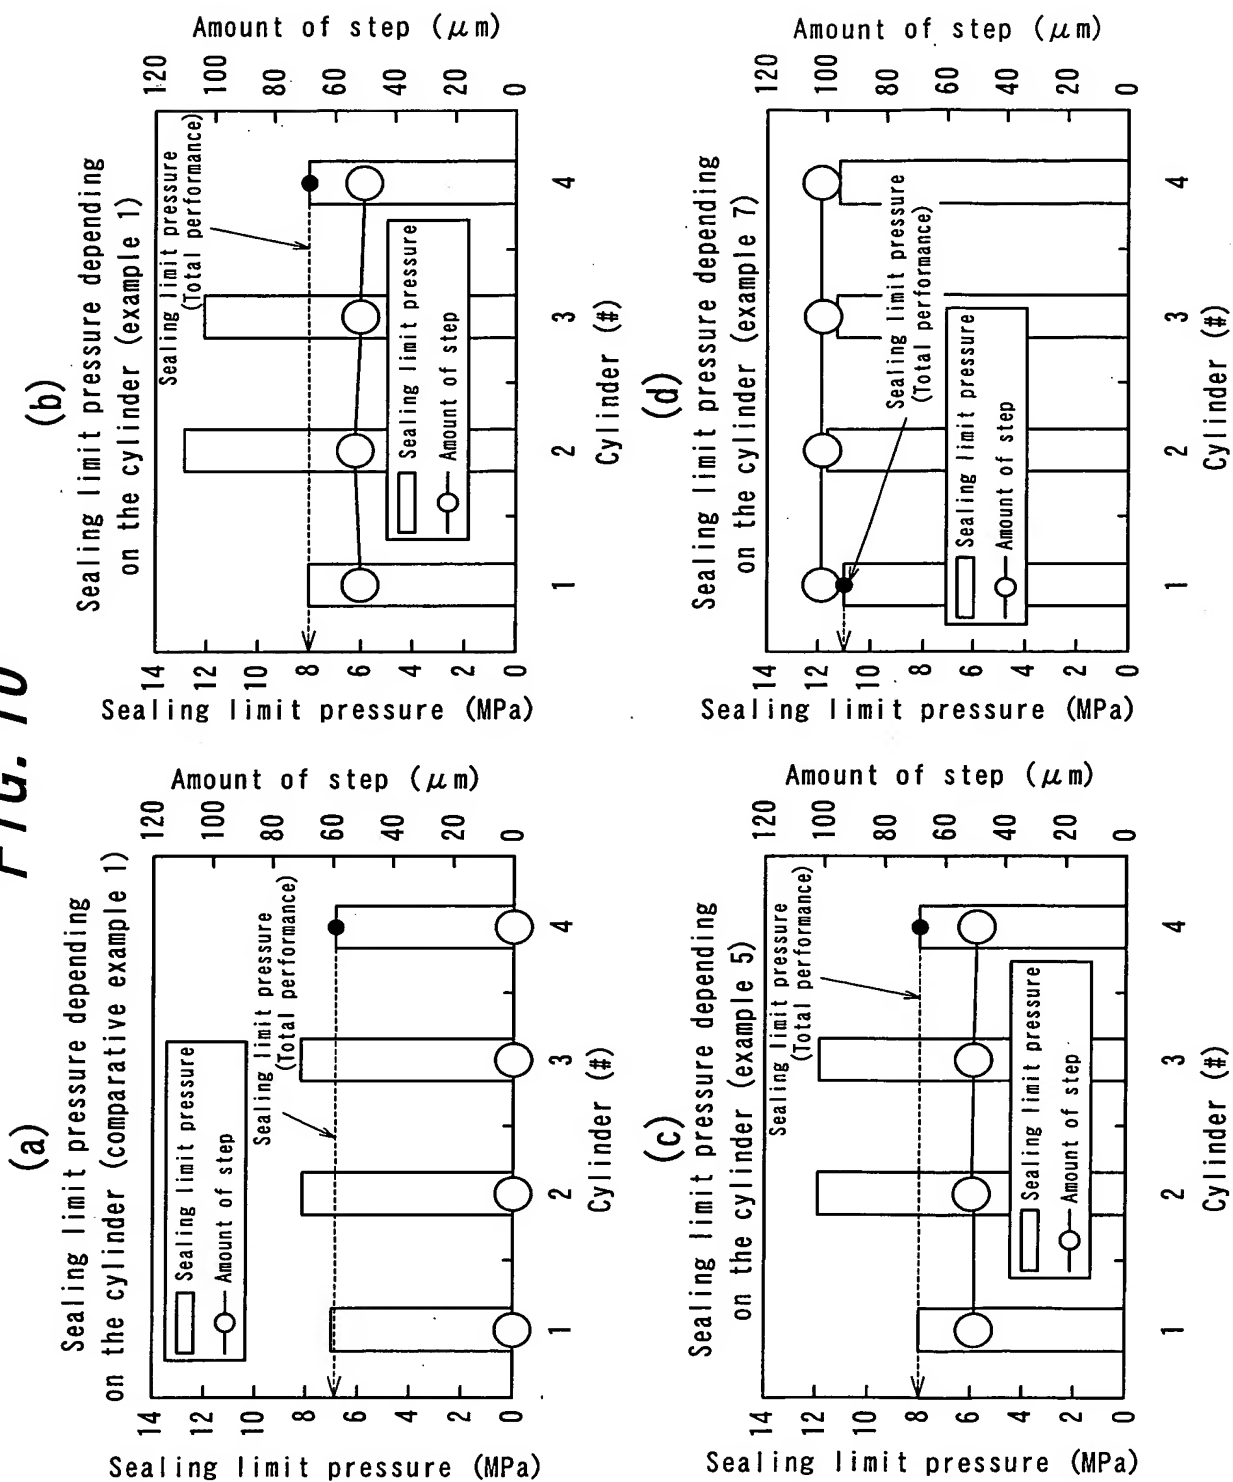 FIG. 10
(a)
Sealing limit pressure depending
on the cylinder (comparative example 1)
Sealing limit pressure (MPa)
14
12
10
8
6
4
2
0
Amount of step (μm)
120
100
80
60
40
20
0
Sealing limit pressure
Amount of step
Sealing limit pressure
(Total performance)
1
2
3
4
Cylinder (#)
(b)
Sealing limit pressure depending
on the cylinder (example 1)
Sealing limit pressure (MPa)
14
12
10
8
6
4
2
0
Amount of step (μm)
120
100
80
60
40
20
0
Sealing limit pressure
(Total performance)
Sealing limit pressure
Amount of step
1
2
3
4
Cylinder (#)
(c)
Sealing limit pressure depending
on the cylinder (example 5)
Sealing limit pressure (MPa)
14
12
10
8
6
4
2
0
Amount of step (μm)
120
100
80
60
40
20
0
Sealing limit pressure
(Total performance)
Sealing limit pressure
Amount of step
1
2
3
4
Cylinder (#)
(d)
Sealing limit pressure depending
on the cylinder (example 7)
Sealing limit pressure (MPa)
14
12
10
8
6
4
2
0
Amount of step (μm)
120
100
80
60
40
20
0
Sealing limit pressure
(Total performance)
Sealing limit pressure
Amount of step
1
2
3
4
Cylinder (#)